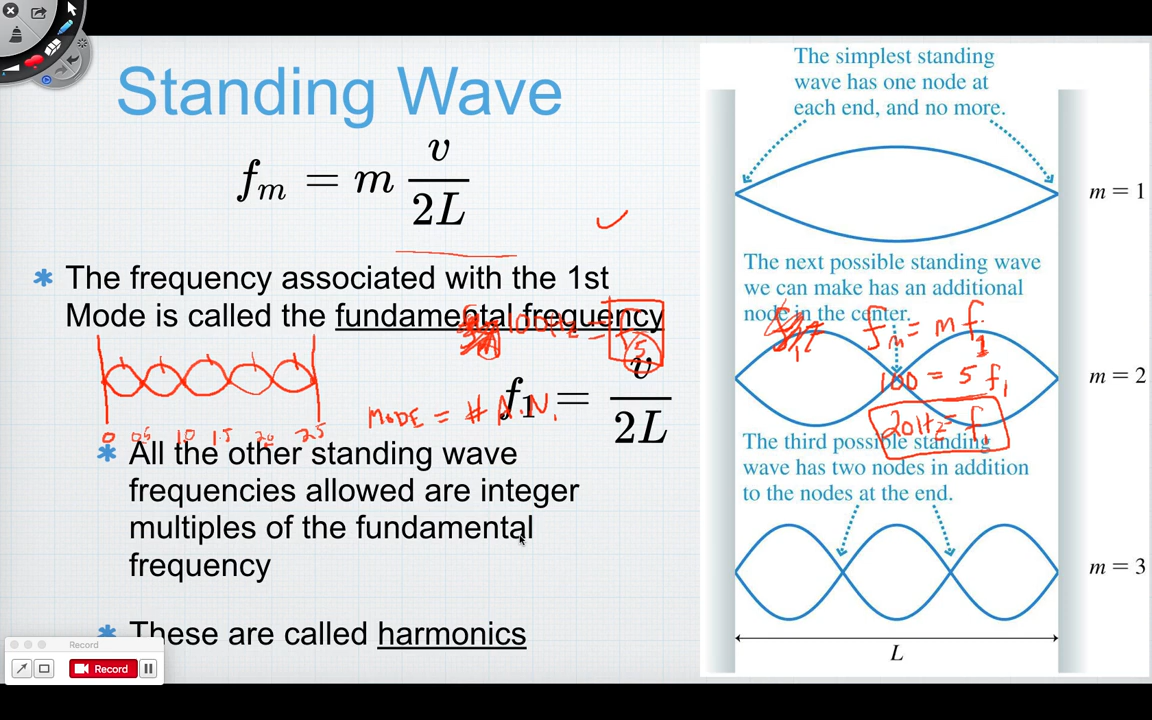 Standing Wave
f_m = m v/2L
✱ The frequency associated with the 1st
Mode is called the fundamental frequency
100Hz = f_5
f_1 = v/2L
0 0.5 1.0 1.5 2.0 2.5
MODE = # A.N.
✱ All the other standing wave
frequencies allowed are integer
multiples of the fundamental
frequency
✱ These are called harmonics
Record
Record
The simplest standing
wave has one node at
each end, and no more.
m = 1
The next possible standing wave
we can make has an additional
node in the center.
f_m = m f_1
100 = 5 f_1
20Hz = f_1
m = 2
The third possible standing
wave has two nodes in addition
to the nodes at the end.
m = 3
L